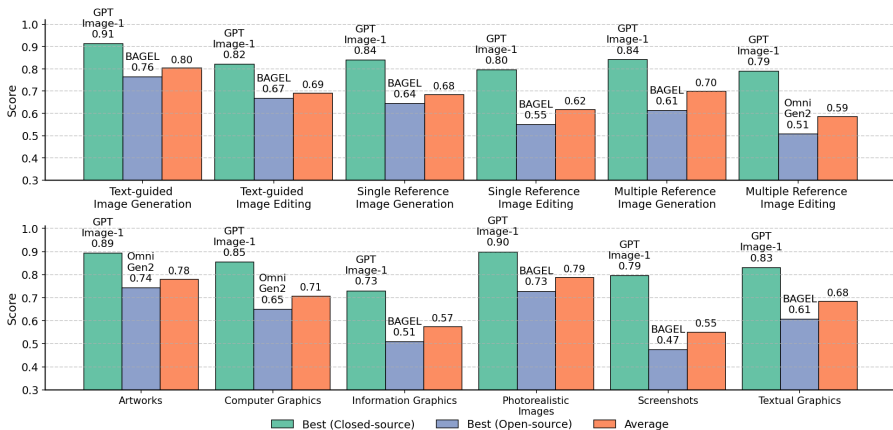 GPT
Image-1
0.91
BAGEL
0.76
0.80
GPT
Image-1
0.82
BAGEL
0.67
0.69
GPT
Image-1
0.84
BAGEL
0.64
0.68
GPT
Image-1
0.80
BAGEL
0.55
0.62
GPT
Image-1
0.84
BAGEL
0.61
0.70
GPT
Image-1
0.79
Omni
Gen2
0.51
0.59
Score
1.0
0.9
0.8
0.7
0.6
0.5
0.4
0.3
Text-guided
Image Generation
Text-guided
Image Editing
Single Reference
Image Generation
Single Reference
Image Editing
Multiple Reference
Image Generation
Multiple Reference
Image Editing
GPT
Image-1
0.89
Omni
Gen2
0.74
0.78
GPT
Image-1
0.85
Omni
Gen2
0.65
0.71
GPT
Image-1
0.73
BAGEL
0.51
0.57
GPT
Image-1
0.90
BAGEL
0.73
0.79
GPT
Image-1
0.79
BAGEL
0.47
0.55
GPT
Image-1
0.83
BAGEL
0.61
0.68
Score
1.0
0.9
0.8
0.7
0.6
0.5
0.4
0.3
Artworks
Computer Graphics
Information Graphics
Photorealistic
Images
Screenshots
Textual Graphics
Best (Closed-source)
Best (Open-source)
Average